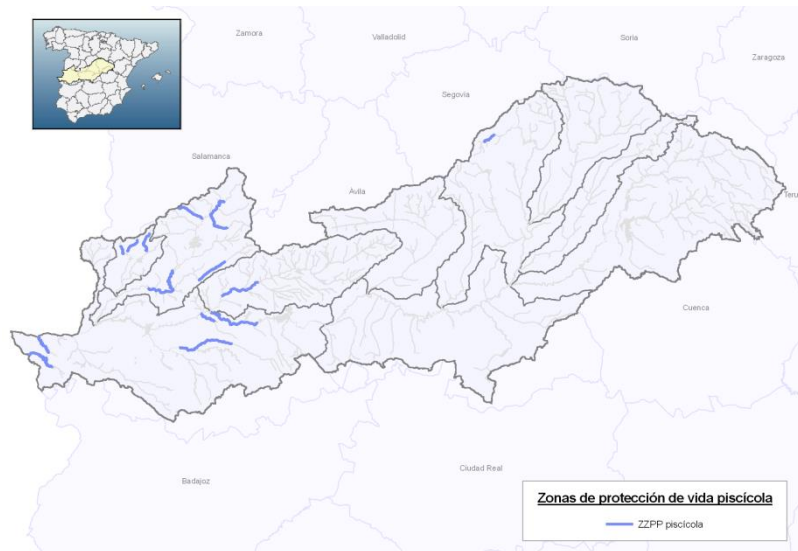 Zamora
Valladolid
Soria
Zaragoza
Segovia
Salamanca
Ávila
Teru
Cuenca
Badajoz
Ciudad Real
Zonas de protección de vida piscícola
ZZPP piscícola